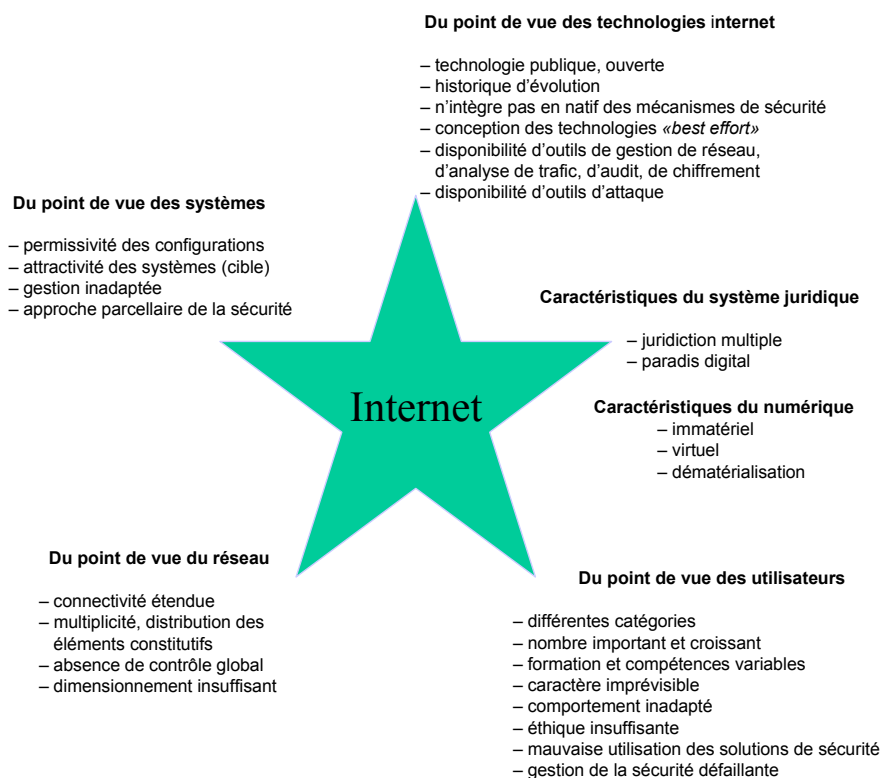 Du point de vue des technologies internet
– technologie publique, ouverte
– historique d’évolution
– n’intègre pas en natif des mécanismes de sécurité
– conception des technologies «best effort»
– disponibilité d’outils de gestion de réseau,
d’analyse de trafic, d’audit, de chiffrement
– disponibilité d’outils d’attaque
Du point de vue des systèmes
– permissivité des configurations
– attractivité des systèmes (cible)
– gestion inadaptée
– approche parcellaire de la sécurité
Caractéristiques du système juridique
– juridiction multiple
– paradis digital
Internet
Caractéristiques du numérique
– immatériel
– virtuel
– dématérialisation
Du point de vue du réseau
– connectivité étendue
– multiplicité, distribution des
éléments constitutifs
– absence de contrôle global
– dimensionnement insuffisant
Du point de vue des utilisateurs
– différentes catégories
– nombre important et croissant
– formation et compétences variables
– caractère imprévisible
– comportement inadapté
– éthique insuffisante
– mauvaise utilisation des solutions de sécurité
– gestion de la sécurité défaillante